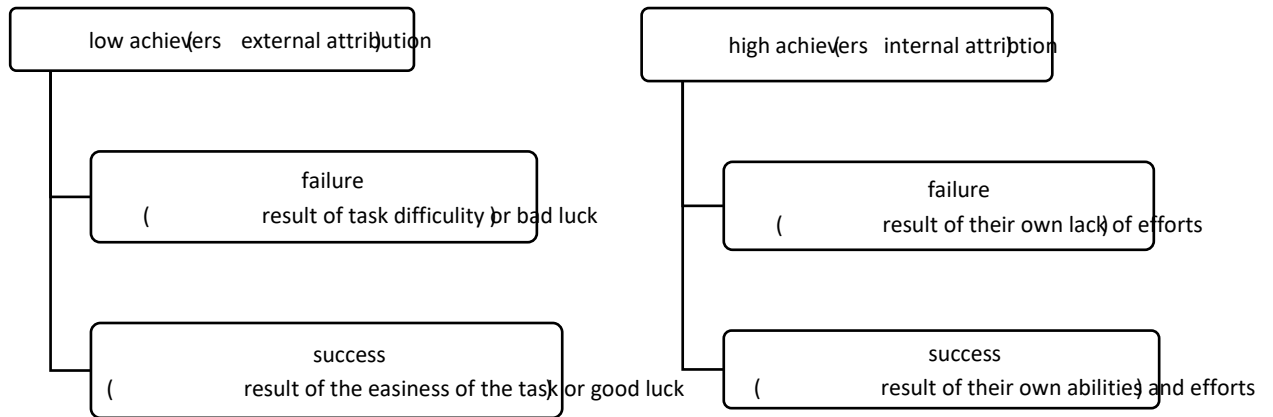 low achievers (external attribution)
failure
(result of task difficulity or bad luck)
success
(result of the easiness of the task or good luck)
high achievers (internal attribtion)
failure
(result of their own lack of efforts)
success
(result of their own abilities and efforts)